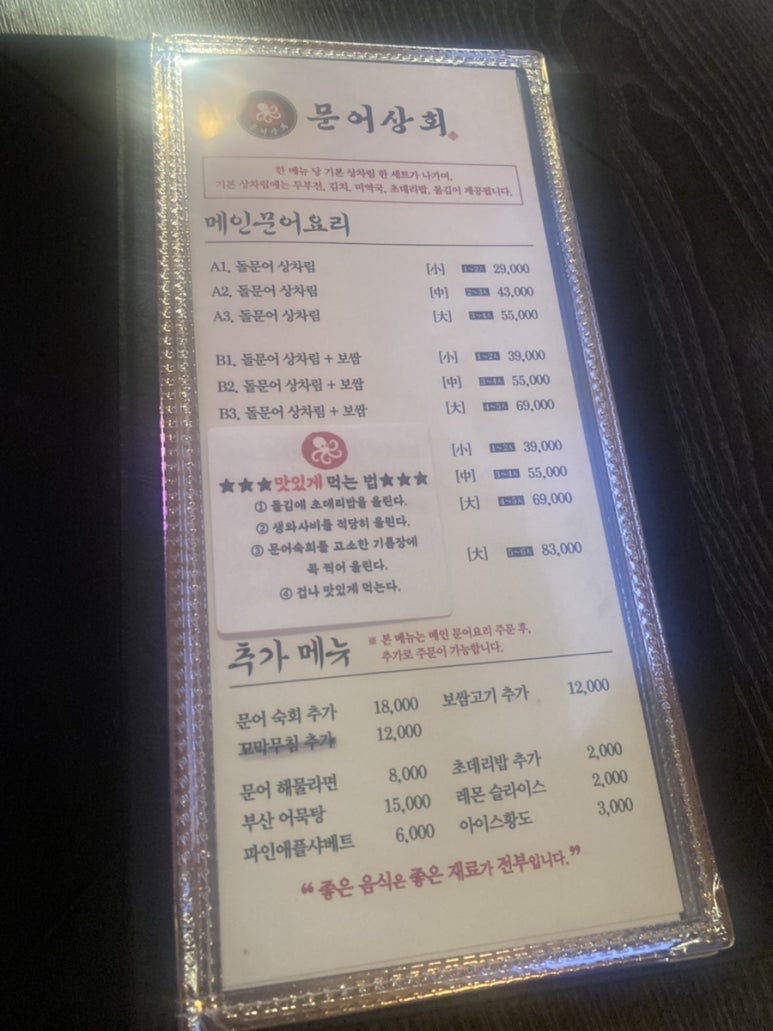 문어상회
문어상회
한 메뉴 당 기본 상차림 한 세트가 나가며,
기본 상차림에는 두부전, 김치, 미역국, 초데리밥, 돌김이 제공됩니다.
메인문어요리
A1. 돌문어 상차림 [小] 1~2人 29,000
A2. 돌문어 상차림 [中] 2~3人 43,000
A3. 돌문어 상차림 [大] 3~4人 55,000
B1. 돌문어 상차림 + 보쌈 [小] 1~2人 39,000
B2. 돌문어 상차림 + 보쌈 [中] 3~4人 55,000
B3. 돌문어 상차림 + 보쌈 [大] 4~5人 69,000
[小] 1~2人 39,000
[中] 3~4人 55,000
[大] 4~5人 69,000
[大] 5~6人 83,000
★★★맛있게 먹는 법★★★
① 돌김에 초데리밥을 올린다.
② 생와사비를 적당히 올린다.
③ 문어숙회를 고소한 기름장에
콕 찍어 올린다.
④ 겁나 맛있게 먹는다.
추가 메뉴
※ 본 메뉴는 메인 문어요리 주문 후,
추가로 주문이 가능합니다.
문어 숙회 추가 18,000 보쌈고기 추가 12,000
꼬막무침 추가 12,000
문어 해물라면 8,000 초데리밥 추가 2,000
부산 어묵탕 15,000 레몬 슬라이스 2,000
파인애플샤베트 6,000 아이스황도 3,000
“좋은 음식은 좋은 재료가 전부입니다.”